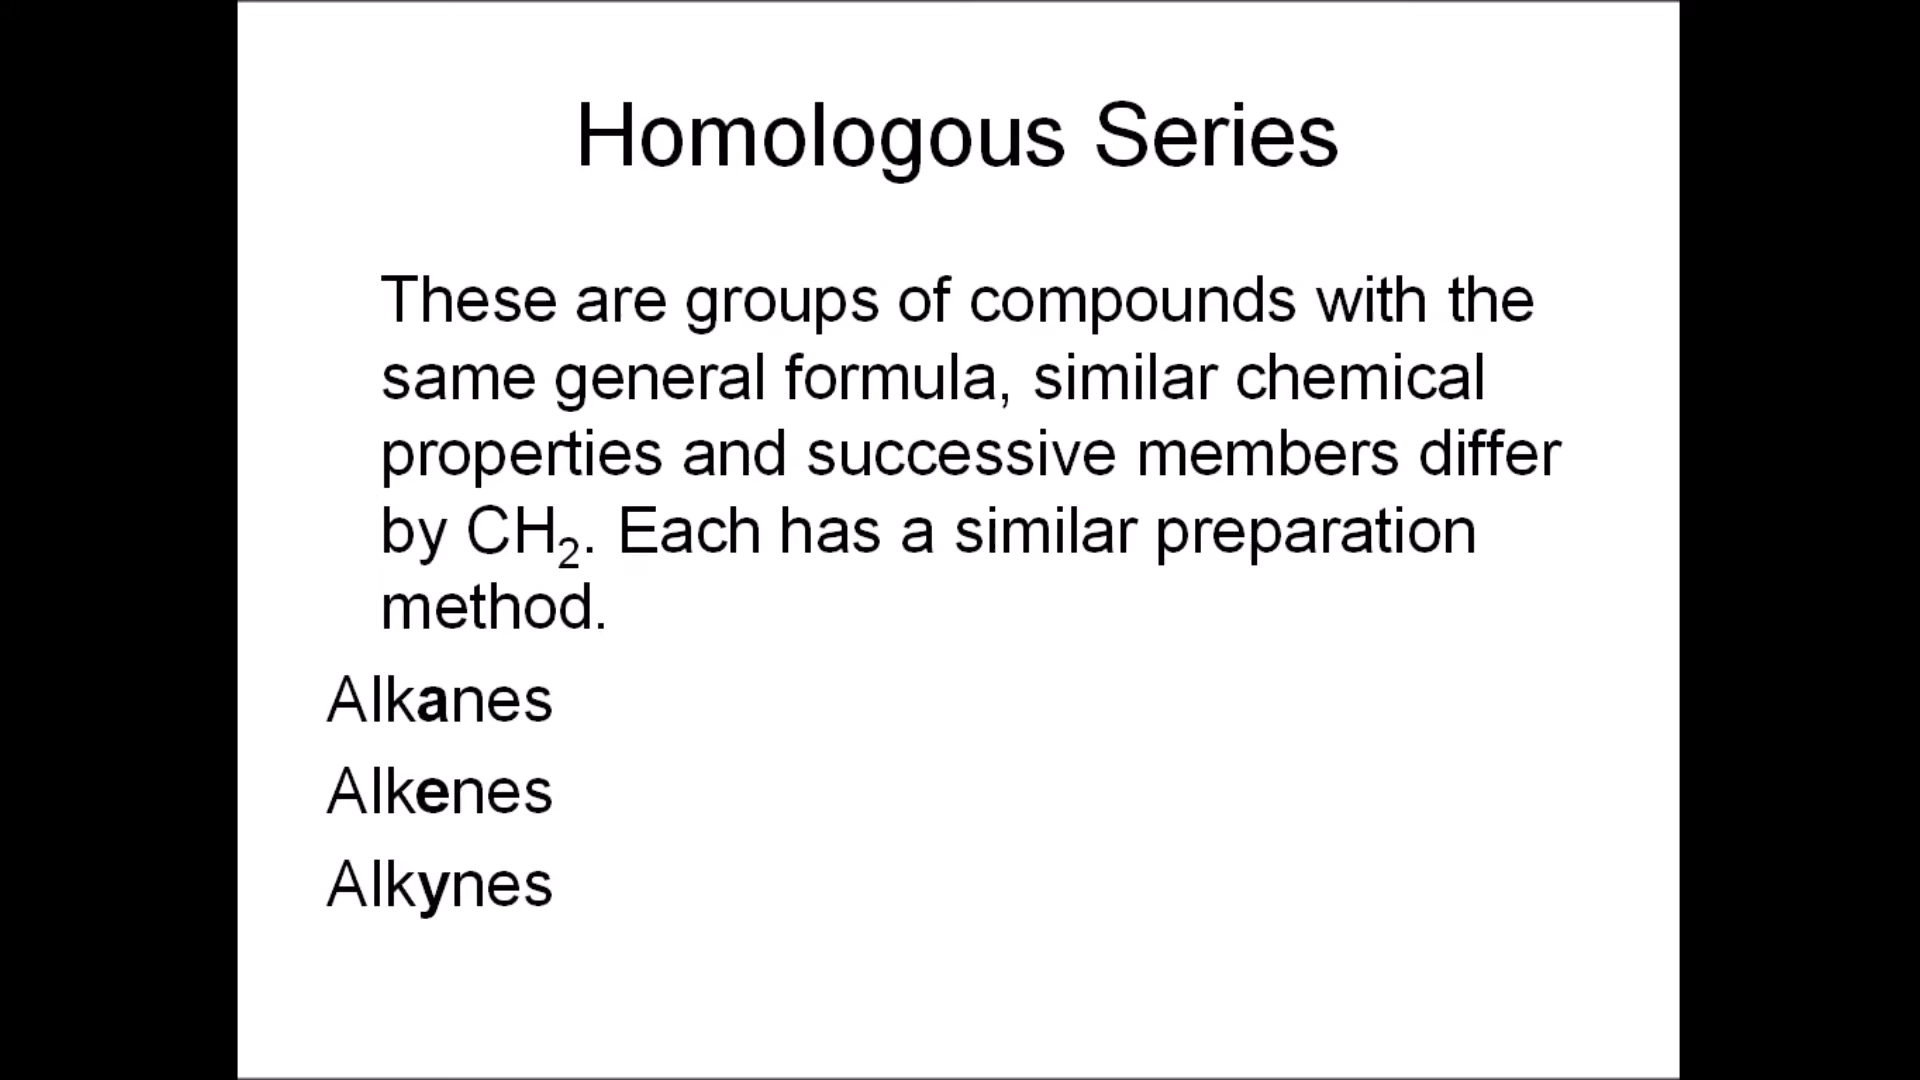 Homologous Series
These are groups of compounds with the
same general formula, similar chemical
properties and successive members differ
by CH₂. Each has a similar preparation
method.
Alkanes
Alkenes
Alkynes